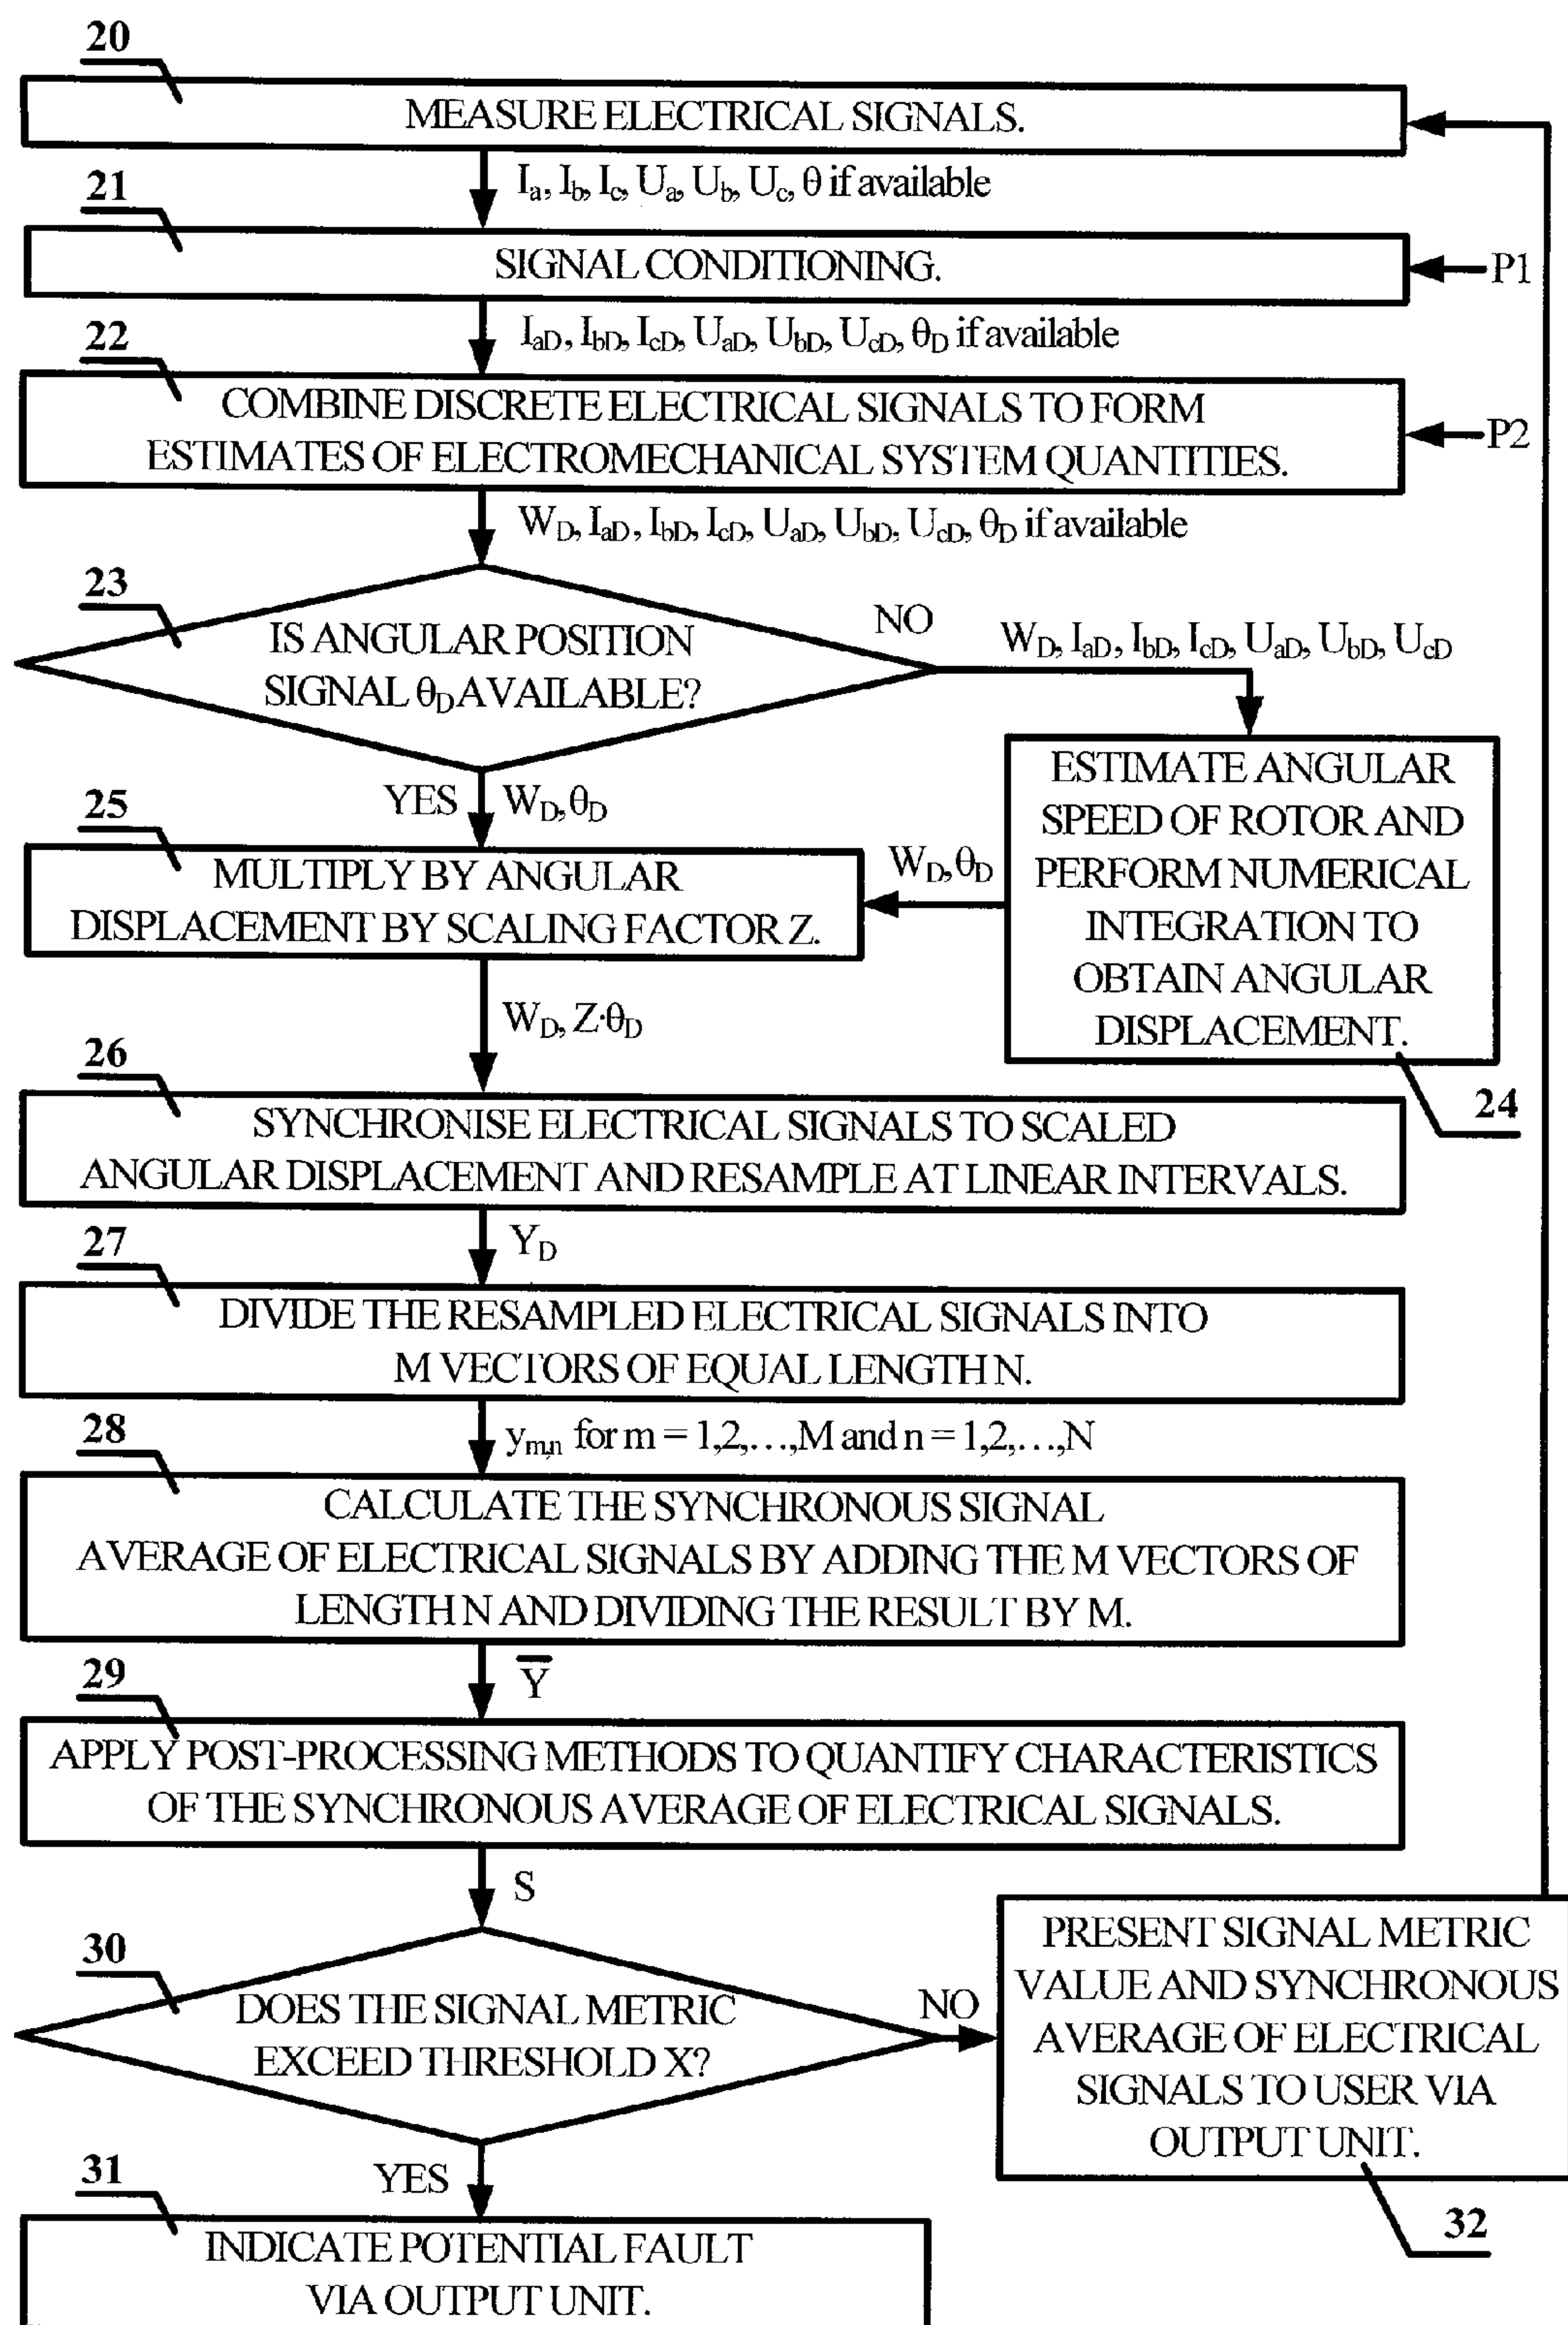 20
MEASURE ELECTRICAL SIGNALS.
Ia, Ib, Ic, Ua, Ub, Uc, θ if available
21
SIGNAL CONDITIONING.
P1
IaD, IbD, IcD, UaD, UbD, UcD, θD if available
22
COMBINE DISCRETE ELECTRICAL SIGNALS TO FORM
ESTIMATES OF ELECTROMECHANICAL SYSTEM QUANTITIES.
P2
WD, IaD, IbD, IcD, UaD, UbD, UcD, θD if available
23
IS ANGULAR POSITION
SIGNAL θD AVAILABLE?
NO
WD, IaD, IbD, IcD, UaD, UbD, UcD
YES
WD, θD
ESTIMATE ANGULAR
SPEED OF ROTOR AND
PERFORM NUMERICAL
INTEGRATION TO
OBTAIN ANGULAR
DISPLACEMENT.
24
WD, θD
25
MULTIPLY BY ANGULAR
DISPLACEMENT BY SCALING FACTOR Z.
WD, Z·θD
26
SYNCHRONISE ELECTRICAL SIGNALS TO SCALED
ANGULAR DISPLACEMENT AND RESAMPLE AT LINEAR INTERVALS.
YD
27
DIVIDE THE RESAMPLED ELECTRICAL SIGNALS INTO
M VECTORS OF EQUAL LENGTH N.
ym,n for m = 1,2,...,M and n = 1,2,...,N
28
CALCULATE THE SYNCHRONOUS SIGNAL
AVERAGE OF ELECTRICAL SIGNALS BY ADDING THE M VECTORS OF
LENGTH N AND DIVIDING THE RESULT BY M.
Y̅
29
APPLY POST-PROCESSING METHODS TO QUANTIFY CHARACTERISTICS
OF THE SYNCHRONOUS AVERAGE OF ELECTRICAL SIGNALS.
S
30
DOES THE SIGNAL METRIC
EXCEED THRESHOLD X?
NO
PRESENT SIGNAL METRIC
VALUE AND SYNCHRONOUS
AVERAGE OF ELECTRICAL
SIGNALS TO USER VIA
OUTPUT UNIT.
32
YES
31
INDICATE POTENTIAL FAULT
VIA OUTPUT UNIT.